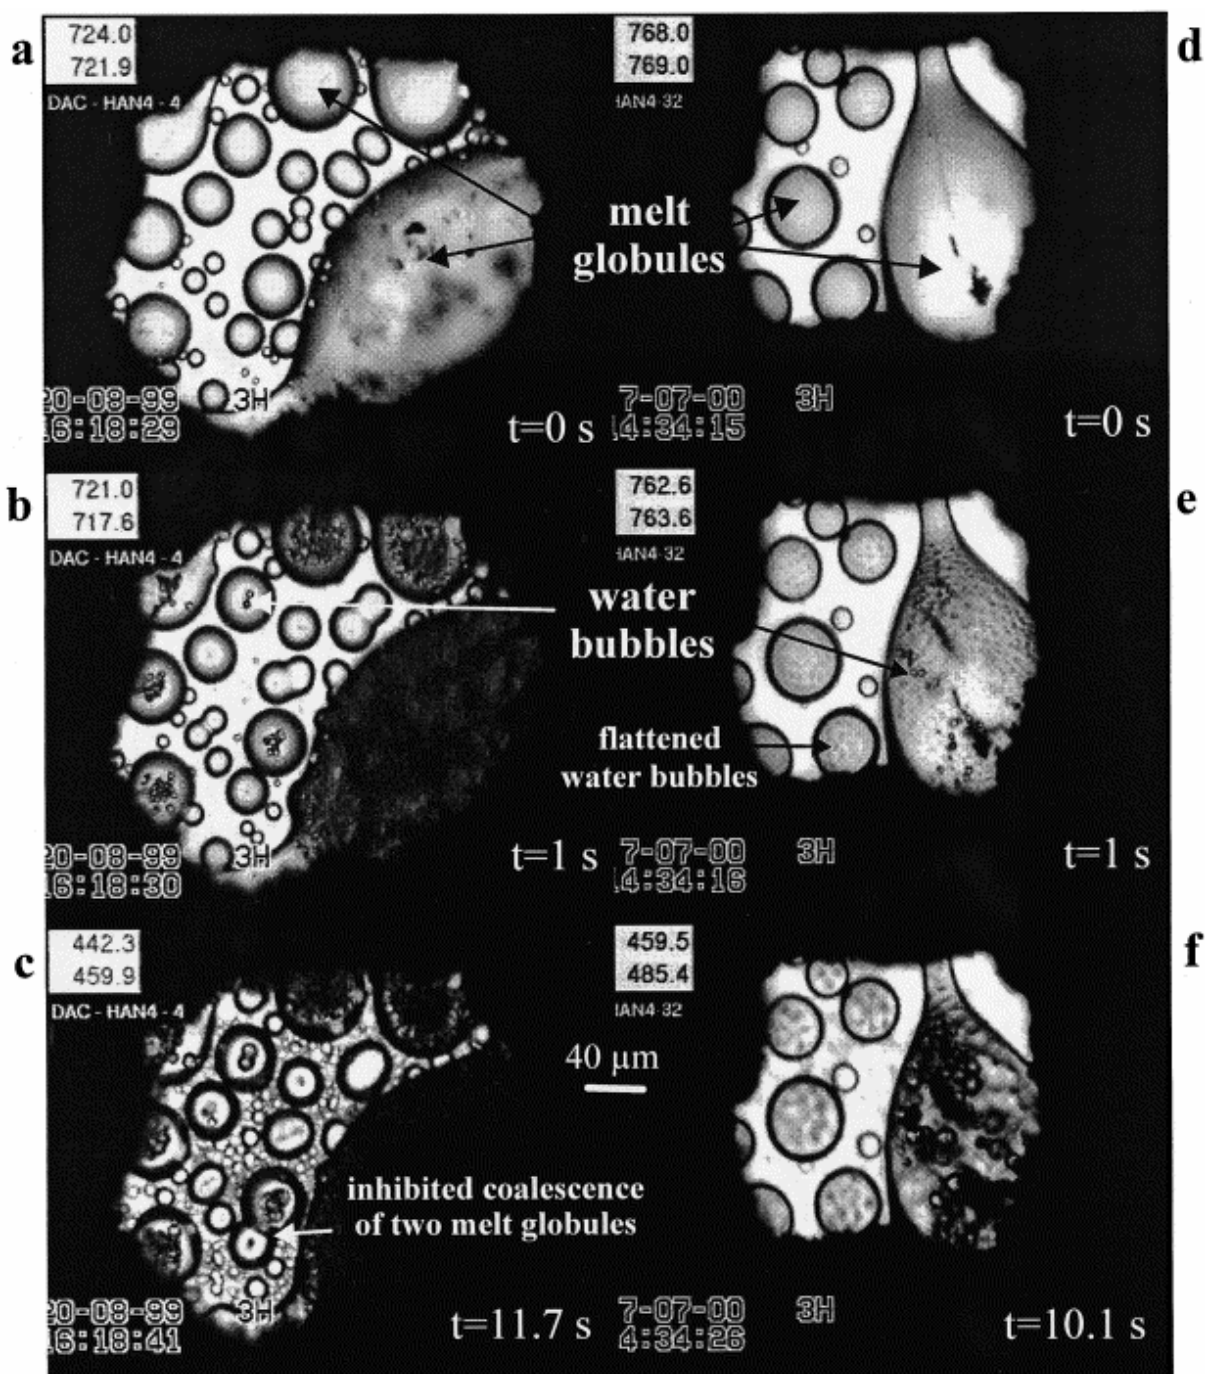 a
724.0
721.9
DAC - HAN4 - 4
20-08-99
16:18:29
3H
t=0 s
melt
globules
768.0
769.0
HAN4-32
7-07-00
14:34:15
3H
t=0 s
d
b
721.0
717.6
DAC - HAN4 - 4
20-08-99
16:18:30
3H
t=1 s
water
bubbles
flattened
water bubbles
762.6
763.6
HAN4-32
7-07-00
14:34:16
3H
t=1 s
e
c
442.3
459.9
DAC - HAN4 - 4
20-08-99
16:18:41
3H
t=11.7 s
inhibited coalescence
of two melt globules
40 µm
459.5
485.4
HAN4-32
7-07-00
4:34:26
3H
t=10.1 s
f